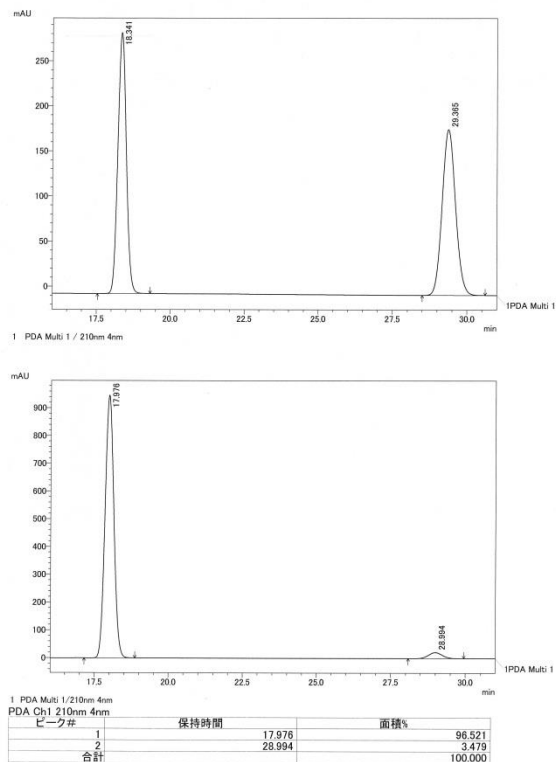 mAU
18.341
29.365
250
200
150
100
50
0
17.5 20.0 22.5 25.0 27.5 30.0
min
1PDA Multi 1
1 PDA Multi 1 / 210nm 4nm
mAU
17.976
28.994
900
800
700
600
500
400
300
200
100
0
17.5 20.0 22.5 25.0 27.5 30.0
min
1PDA Multi 1
1 PDA Multi 1/210nm 4nm
PDA Ch1 210nm 4nm
ピーク# 保持時間 面積%
1 17.976 96.521
2 28.994 3.479
合計 100.000